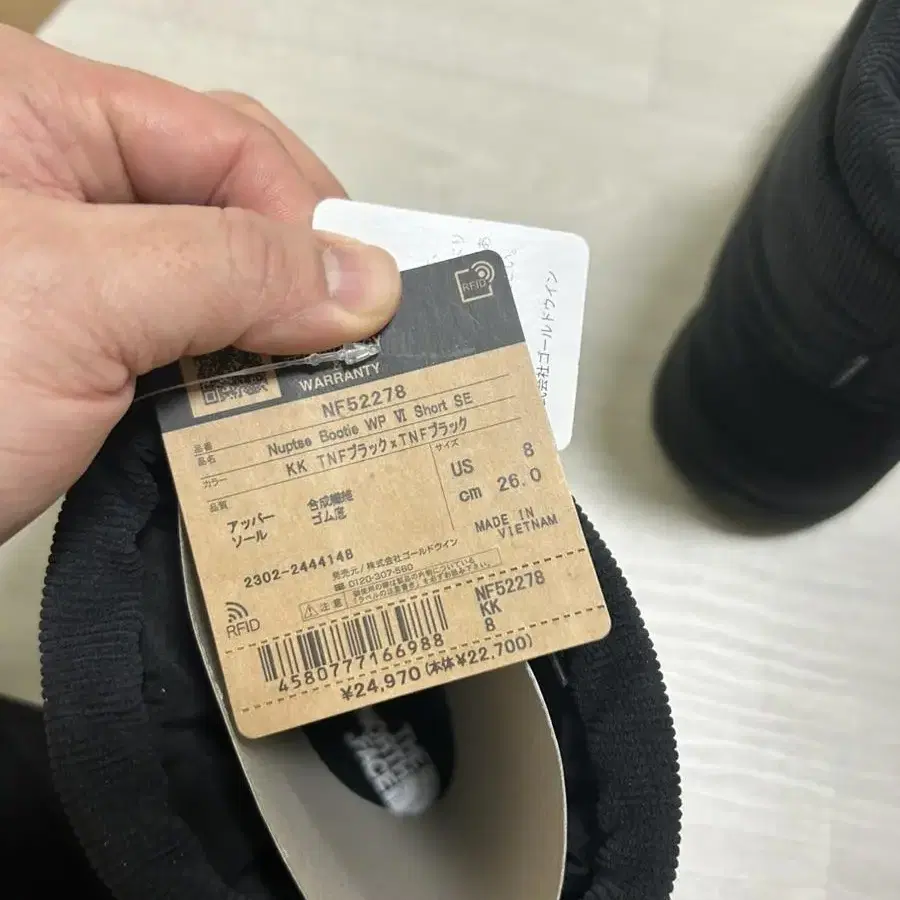 RFID
WARRANTY
品番 NF52278
品名 Nuptse Bootie WP Ⅵ Short SE
カラー KK TNFブラック×TNFブラック
品質
サイズ
US 8
cm 26.0
アッパー 合成繊維
ソール ゴム底
MADE IN
VIETNAM
2302-2444148
発売元/株式会社ゴールドウイン
☎0120-307-560
⚠注意
RFID
NF52278
KK
8
4580777166988
¥24,970(本体¥22,700)
会社ゴールドウイン
THE
NORTH
FACE